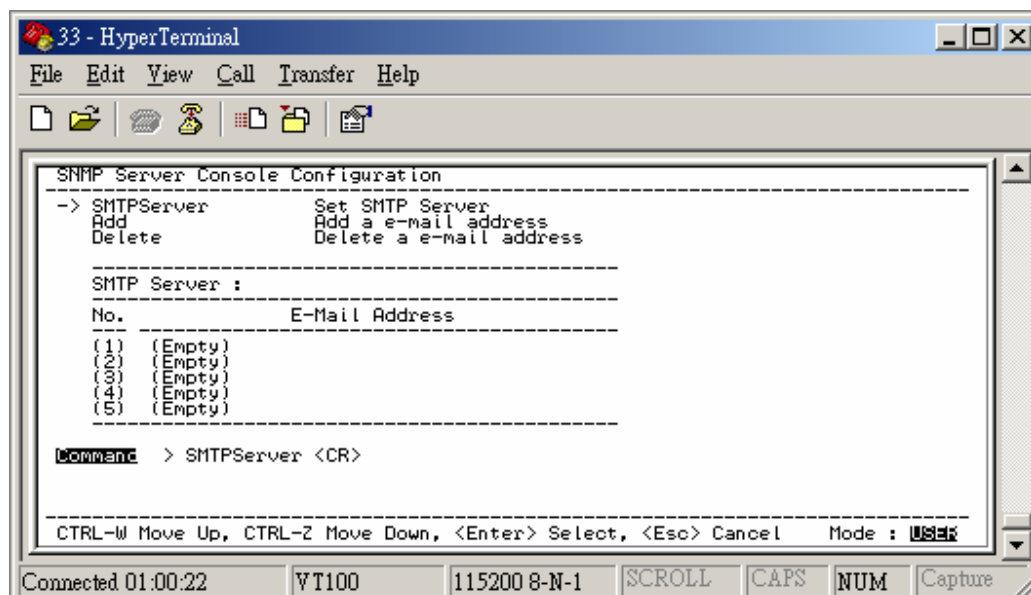 33 - HyperTerminal
File Edit View Call Transfer Help
SNMP Server Console Configuration
-> SMTPServer Set SMTP Server
Add Add a e-mail address
Delete Delete a e-mail address
SMTP Server :
No. E-Mail Address
(1) (Empty)
(2) (Empty)
(3) (Empty)
(4) (Empty)
(5) (Empty)
Command > SMTPServer <CR>
CTRL-W Move Up, CTRL-Z Move Down, <Enter> Select, <Esc> Cancel Mode : USER
Connected 01:00:22 VT100 115200 8-N-1 SCROLL CAPS NUM Capture